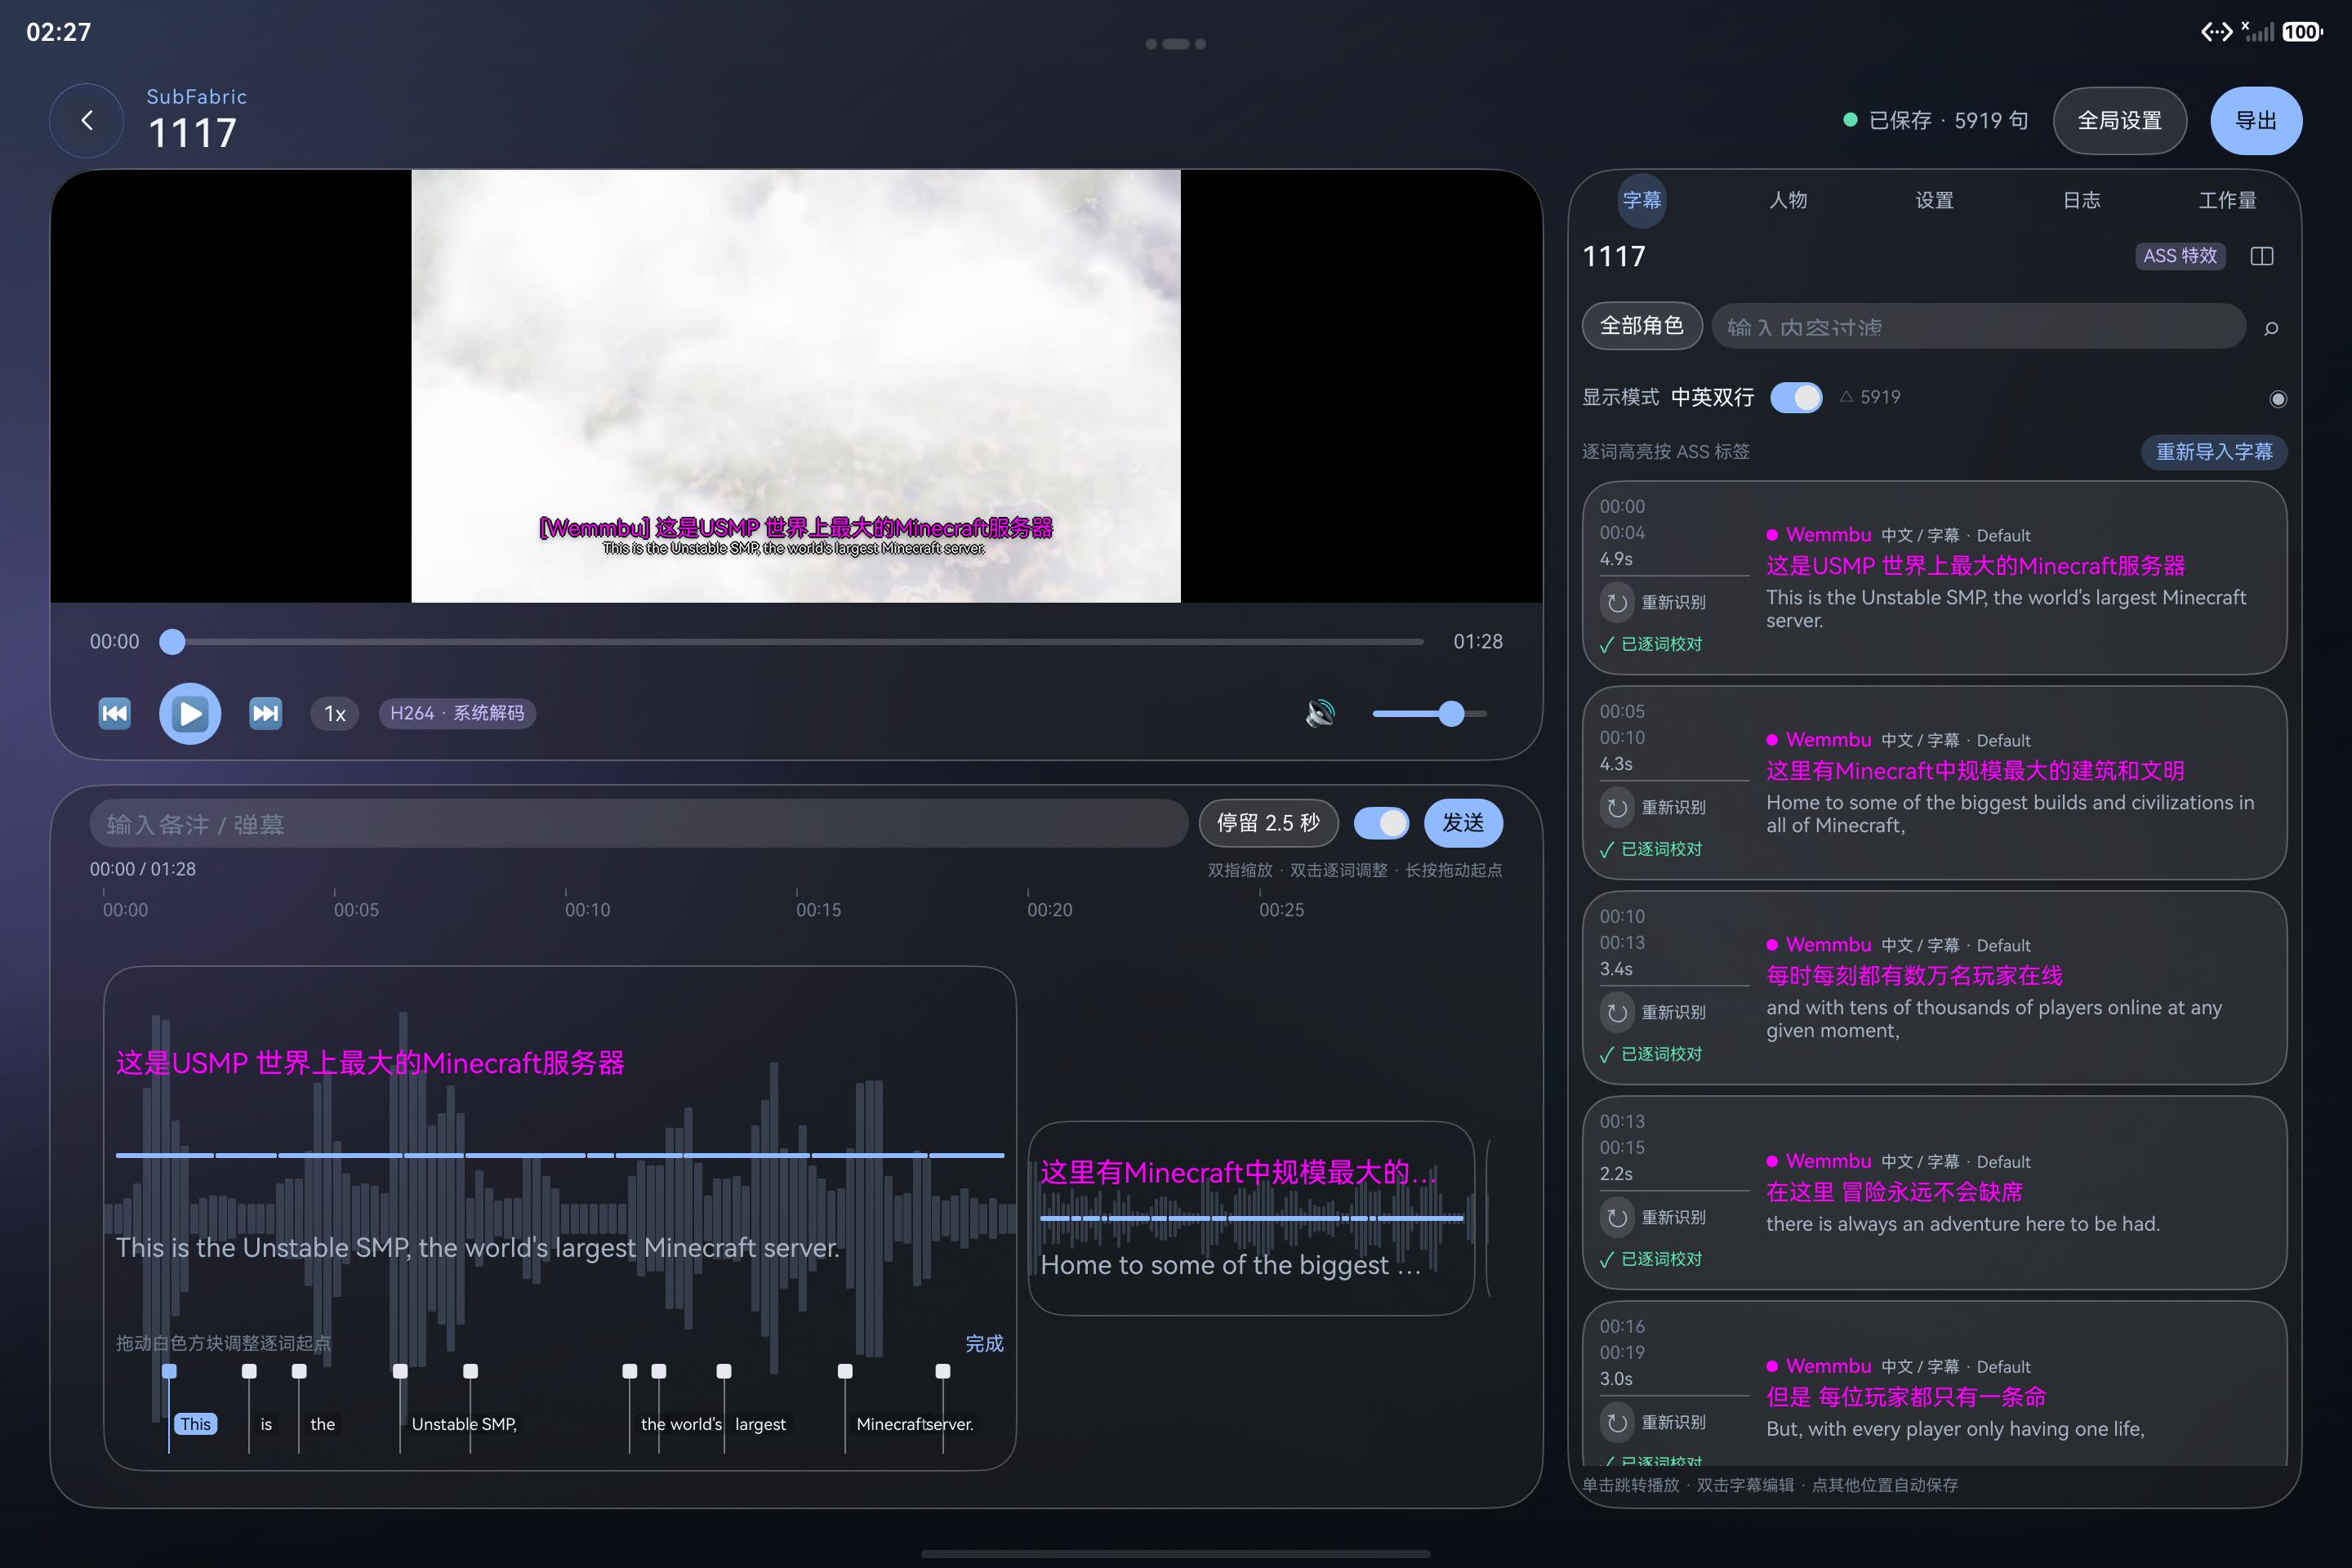 02:27
100
SubFabric
1117
已保存 · 5919 句
全局设置
导出
[Wemmbu] 这是USMP 世界上最大的Minecraft服务器
This is the Unstable SMP, the world's largest Minecraft server.
00:00
01:28
1x
H264 · 系统解码
输入备注 / 弹幕
停留 2.5 秒
发送
00:00 / 01:28
双指缩放 · 双击逐词调整 · 长按拖动起点
00:00
00:05
00:10
00:15
00:20
00:25
这是USMP 世界上最大的Minecraft服务器
This is the Unstable SMP, the world's largest Minecraft server.
拖动白色方块调整逐词起点
完成
This
is
the
Unstable
SMP,
the
world's
largest
Minecraft
server.
这里有Minecraft中规模最大的…
Home to some of the biggest …
字幕
人物
设置
日志
工作量
1117
ASS 特效
全部角色
输入内容过滤
显示模式
中英双行
△ 5919
逐词高亮按 ASS 标签
重新导入字幕
00:00
00:04
4.9s
重新识别
✓ 已逐词校对
Wemmbu 中文 / 字幕 · Default
这是USMP 世界上最大的Minecraft服务器
This is the Unstable SMP, the world's largest Minecraft
server.
00:05
00:10
4.3s
重新识别
✓ 已逐词校对
Wemmbu 中文 / 字幕 · Default
这里有Minecraft中规模最大的建筑和文明
Home to some of the biggest builds and civilizations in
all of Minecraft,
00:10
00:13
3.4s
重新识别
✓ 已逐词校对
Wemmbu 中文 / 字幕 · Default
每时每刻都有数万名玩家在线
and with tens of thousands of players online at any
given moment,
00:13
00:15
2.2s
重新识别
✓ 已逐词校对
Wemmbu 中文 / 字幕 · Default
在这里 冒险永远不会缺席
there is always an adventure here to be had.
00:16
00:19
3.0s
重新识别
✓ 已逐词校对
Wemmbu 中文 / 字幕 · Default
但是 每位玩家都只有一条命
But, with every player only having one life,
单击跳转播放 · 双击字幕编辑 · 点其他位置自动保存